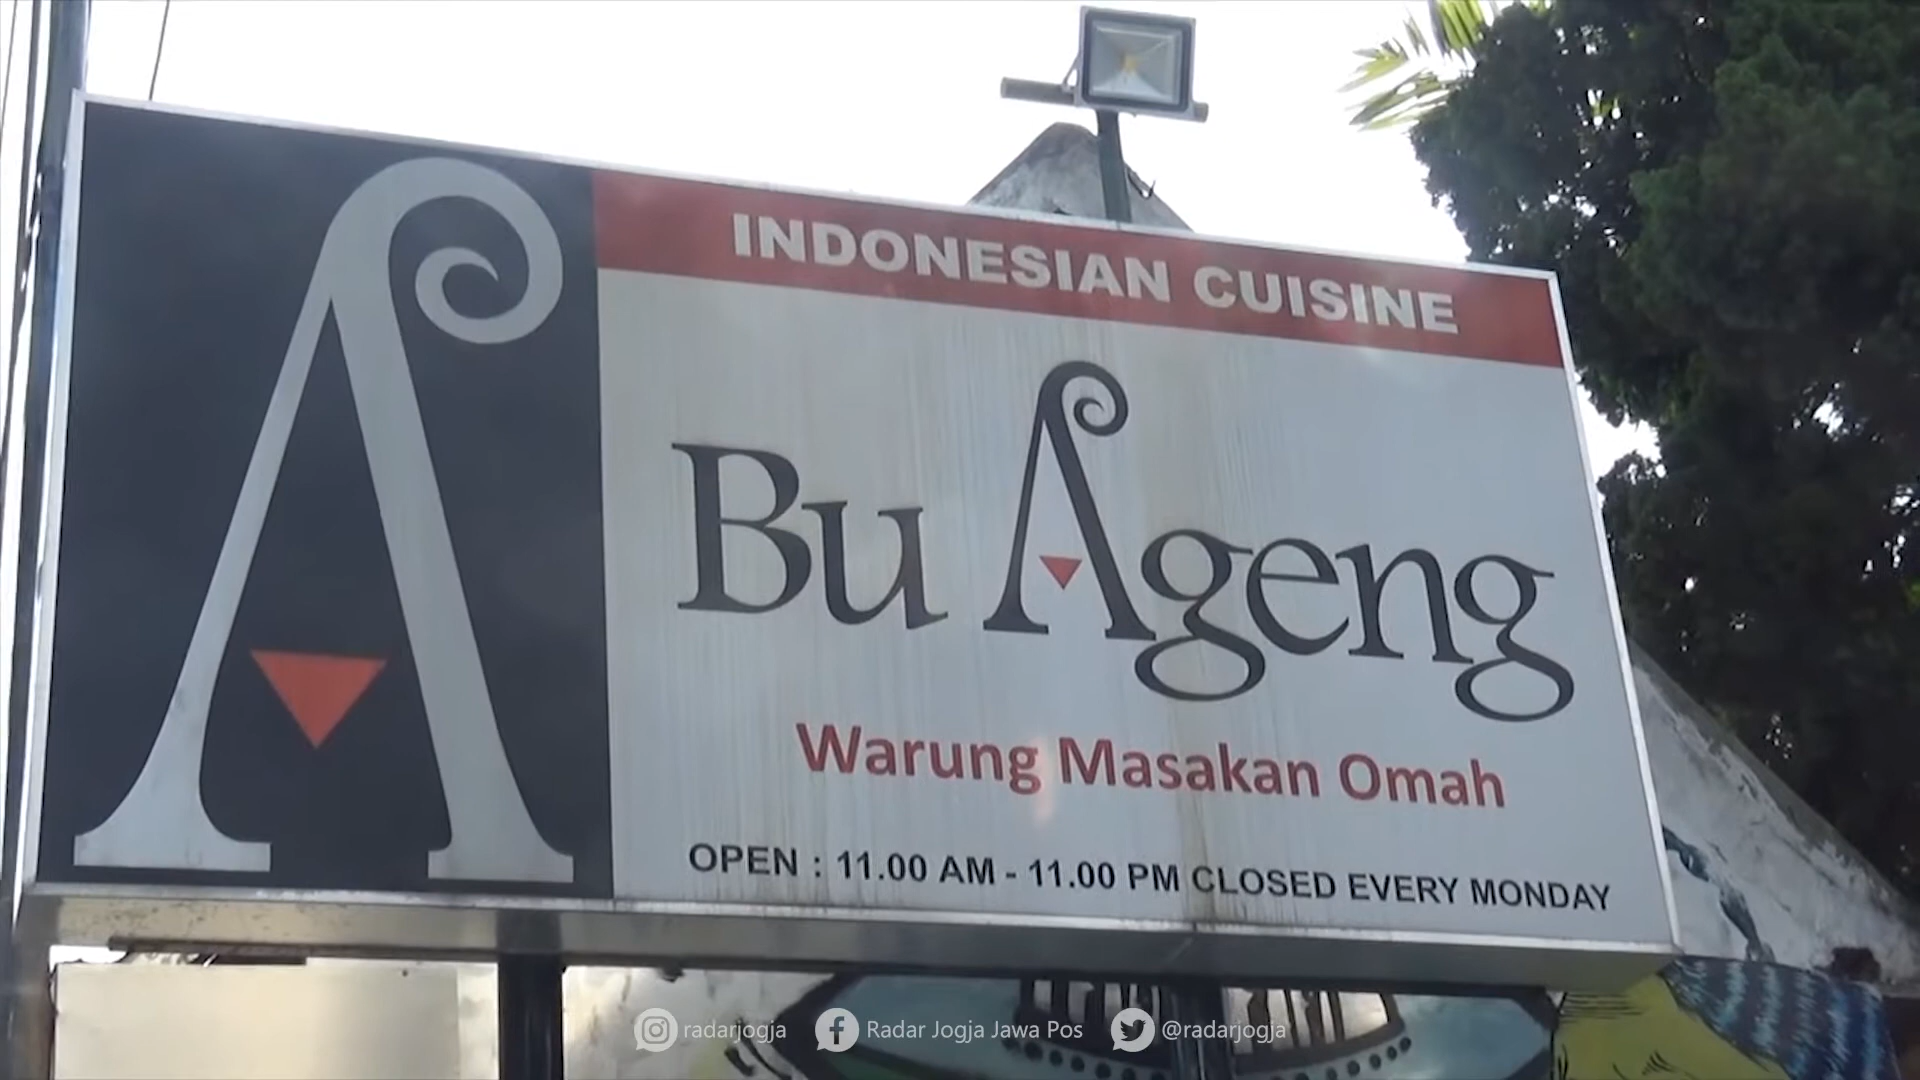 INDONESIAN CUISINE
Bu Ageng
Warung Masakan Omah
OPEN : 11.00 AM - 11.00 PM CLOSED EVERY MONDAY
radarjogja Radar Jogja Jawa Pos @radarjogja